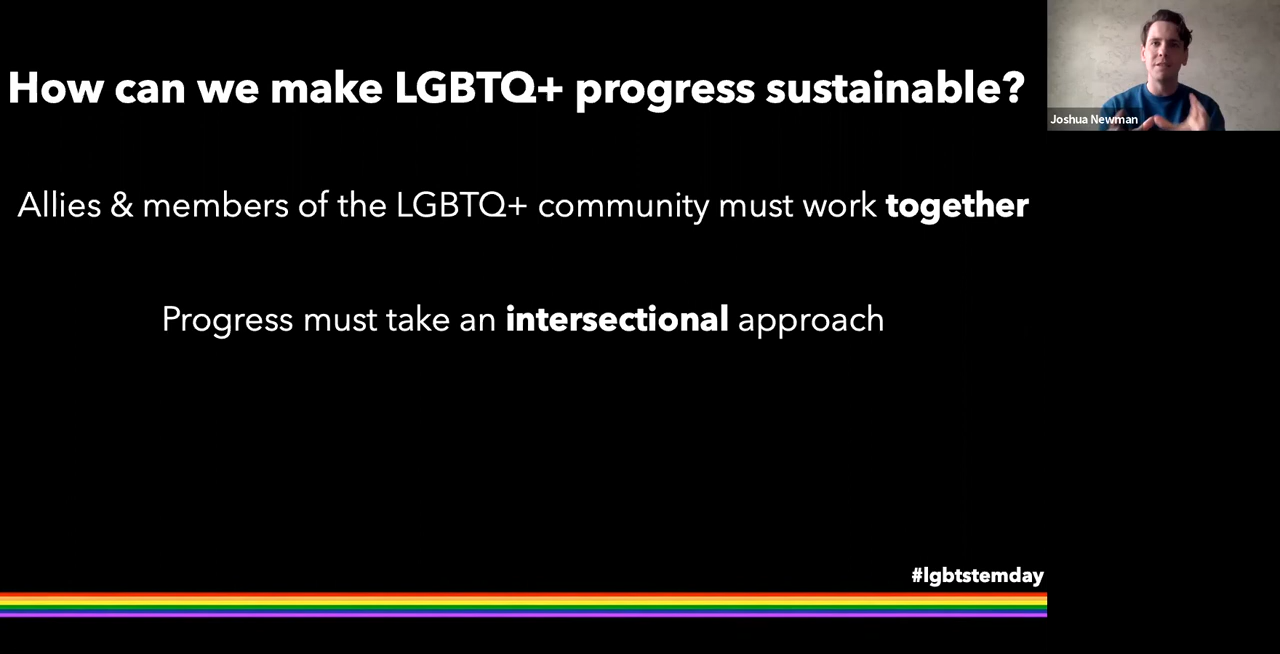 How can we make LGBTQ+ progress sustainable?
Joshua Newman
Allies & members of the LGBTQ+ community must work together
Progress must take an intersectional approach
#lgbtstemday